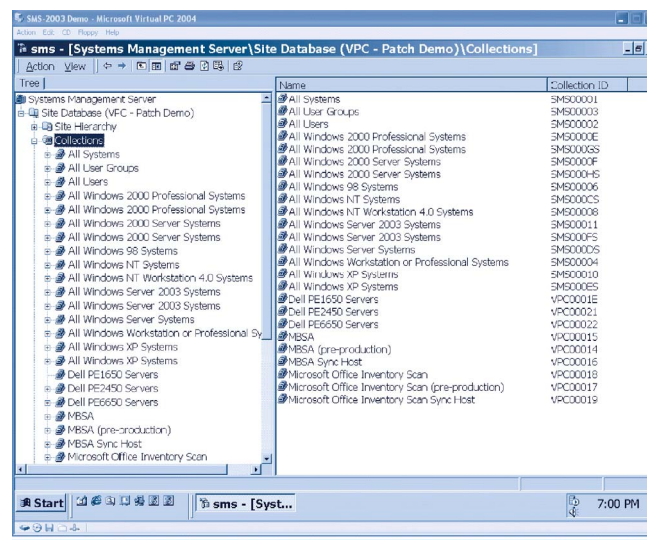 SMS-2003 Demo - Microsoft Virtual PC 2004
Action Edit CD Floppy Help
sms - [Systems Management Server\Site Database (VPC - Patch Demo)\Collections]
Action View
Tree
Systems Management Server
Site Database (VPC - Patch Demo)
Site Hierarchy
Collections
All Systems
All User Groups
All Users
All Windows 2000 Professional Systems
All Windows 2000 Professional Systems
All Windows 2000 Server Systems
All Windows 2000 Server Systems
All Windows 98 Systems
All Windows NT Systems
All Windows NT Workstation 4.0 Systems
All Windows Server 2003 Systems
All Windows Server 2003 Systems
All Windows Server Systems
All Windows Workstation or Professional Sy
All Windows XP Systems
All Windows XP Systems
Dell PE1650 Servers
Dell PE2450 Servers
Dell PE6650 Servers
MBSA
MBSA (pre-production)
MBSA Sync Host
Microsoft Office Inventory Scan
Name Collection ID
All Systems SMS00001
All User Groups SMS00003
All Users SMS00002
All Windows 2000 Professional Systems SMS0000E
All Windows 2000 Professional Systems SMS000GS
All Windows 2000 Server Systems SMS0000F
All Windows 2000 Server Systems SMS000HS
All Windows 98 Systems SMS00006
All Windows NT Systems SMS000CS
All Windows NT Workstation 4.0 Systems SMS00008
All Windows Server 2003 Systems SMS00011
All Windows Server 2003 Systems SMS000FS
All Windows Server Systems SMS000DS
All Windows Workstation or Professional Systems SMS00004
All Windows XP Systems SMS00010
All Windows XP Systems SMS000ES
Dell PE1650 Servers VPC0001E
Dell PE2450 Servers VPC00021
Dell PE6650 Servers VPC00022
MBSA VPC00015
MBSA (pre-production) VPC00014
MBSA Sync Host VPC00016
Microsoft Office Inventory Scan VPC00018
Microsoft Office Inventory Scan (pre-production) VPC00017
Microsoft Office Inventory Scan Sync Host VPC00019
Start sms - [Syst... 7:00 PM